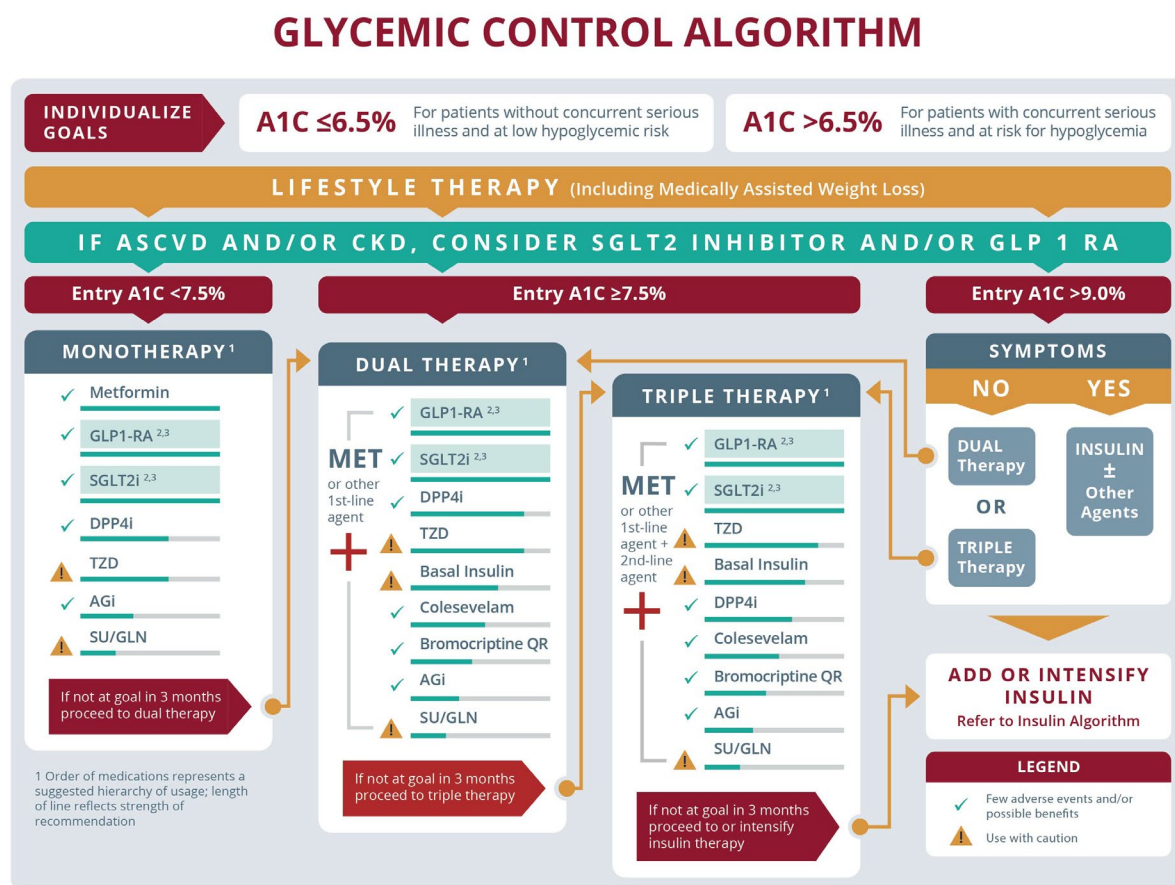 GLYCEMIC CONTROL ALGORITHM
INDIVIDUALIZE
GOALS
A1C ≤6.5%
For patients without concurrent serious
illness and at low hypoglycemic risk
A1C >6.5%
For patients with concurrent serious
illness and at risk for hypoglycemia
LIFESTYLE THERAPY (Including Medically Assisted Weight Loss)
IF ASCVD AND/OR CKD, CONSIDER SGLT2 INHIBITOR AND/OR GLP 1 RA
Entry A1C <7.5%
MONOTHERAPY¹
Metformin
GLP1-RA ²,³
SGLT2i ²,³
DPP4i
TZD
AGi
SU/GLN
If not at goal in 3 months
proceed to dual therapy
1 Order of medications represents a
suggested hierarchy of usage; length
of line reflects strength of
recommendation
Entry A1C ≥7.5%
DUAL THERAPY¹
MET
or other
1st-line
agent
+
GLP1-RA ²,³
SGLT2i ²,³
DPP4i
TZD
Basal Insulin
Colesevelam
Bromocriptine QR
AGi
SU/GLN
If not at goal in 3 months
proceed to triple therapy
TRIPLE THERAPY¹
MET
or other
1st-line
agent +
2nd-line
agent
+
GLP1-RA ²,³
SGLT2i ²,³
TZD
Basal Insulin
DPP4i
Colesevelam
Bromocriptine QR
AGi
SU/GLN
If not at goal in 3 months
proceed to or intensify
insulin therapy
Entry A1C >9.0%
SYMPTOMS
NO
YES
DUAL
Therapy
OR
TRIPLE
Therapy
INSULIN
±
Other
Agents
ADD OR INTENSIFY
INSULIN
Refer to Insulin Algorithm
LEGEND
Few adverse events and/or
possible benefits
Use with caution